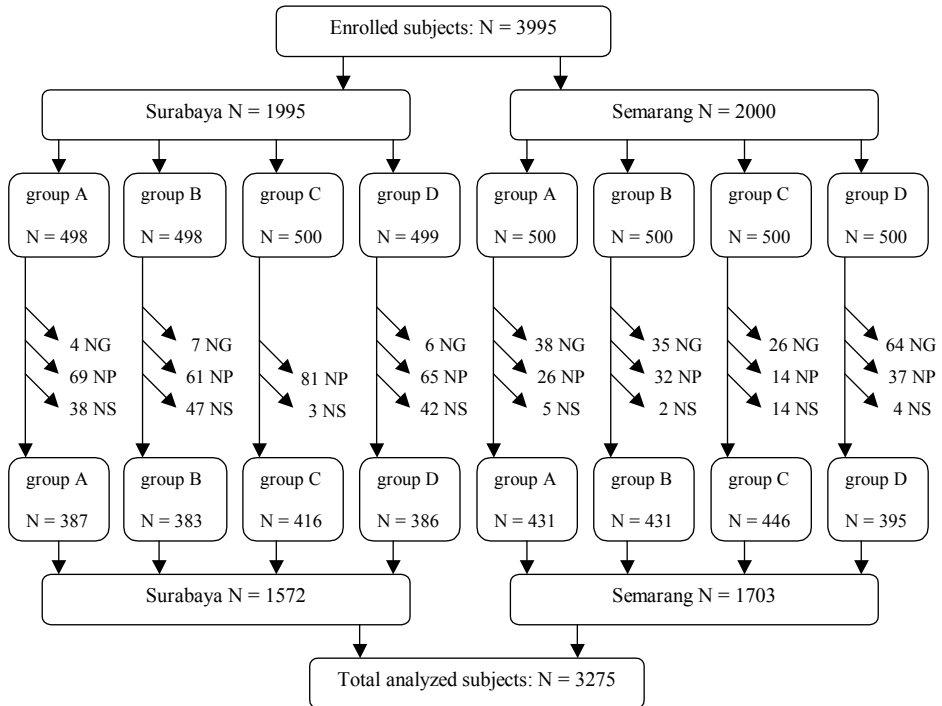 Enrolled subjects: N = 3995
Surabaya N = 1995
Semarang N = 2000
group A
N = 498
group B
N = 498
group C
N = 500
group D
N = 499
group A
N = 500
group B
N = 500
group C
N = 500
group D
N = 500
4 NG
69 NP
38 NS
7 NG
61 NP
47 NS
81 NP
3 NS
6 NG
65 NP
42 NS
38 NG
26 NP
5 NS
35 NG
32 NP
2 NS
26 NG
14 NP
14 NS
64 NG
37 NP
4 NS
group A
N = 387
group B
N = 383
group C
N = 416
group D
N = 386
group A
N = 431
group B
N = 431
group C
N = 446
group D
N = 395
Surabaya N = 1572
Semarang N = 1703
Total analyzed subjects: N = 3275